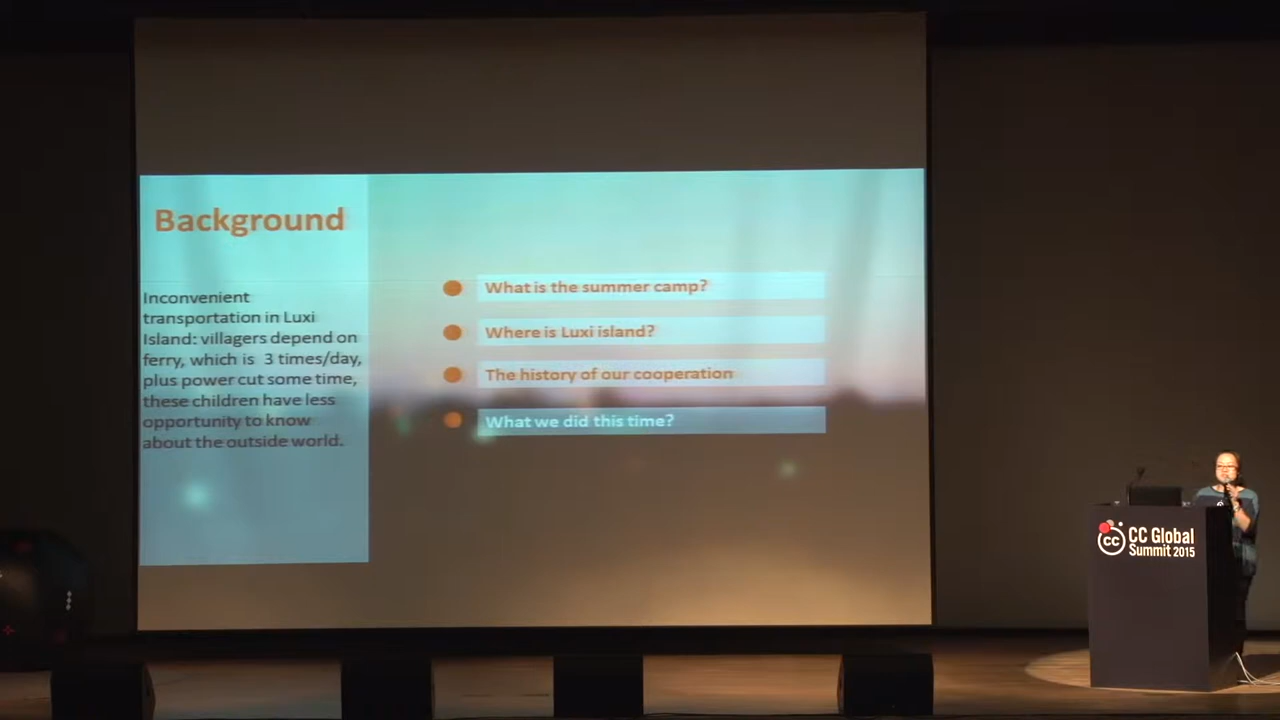 Background
Inconvenient
transportation in Luxi
Island: villagers depend on
ferry, which is 3 times/day,
plus power cut some time,
these children have less
opportunity to know
about the outside world.
What is the summer camp?
Where is Luxi island?
The history of our cooperation
What we did this time?
cc
CC Global
Summit 2015